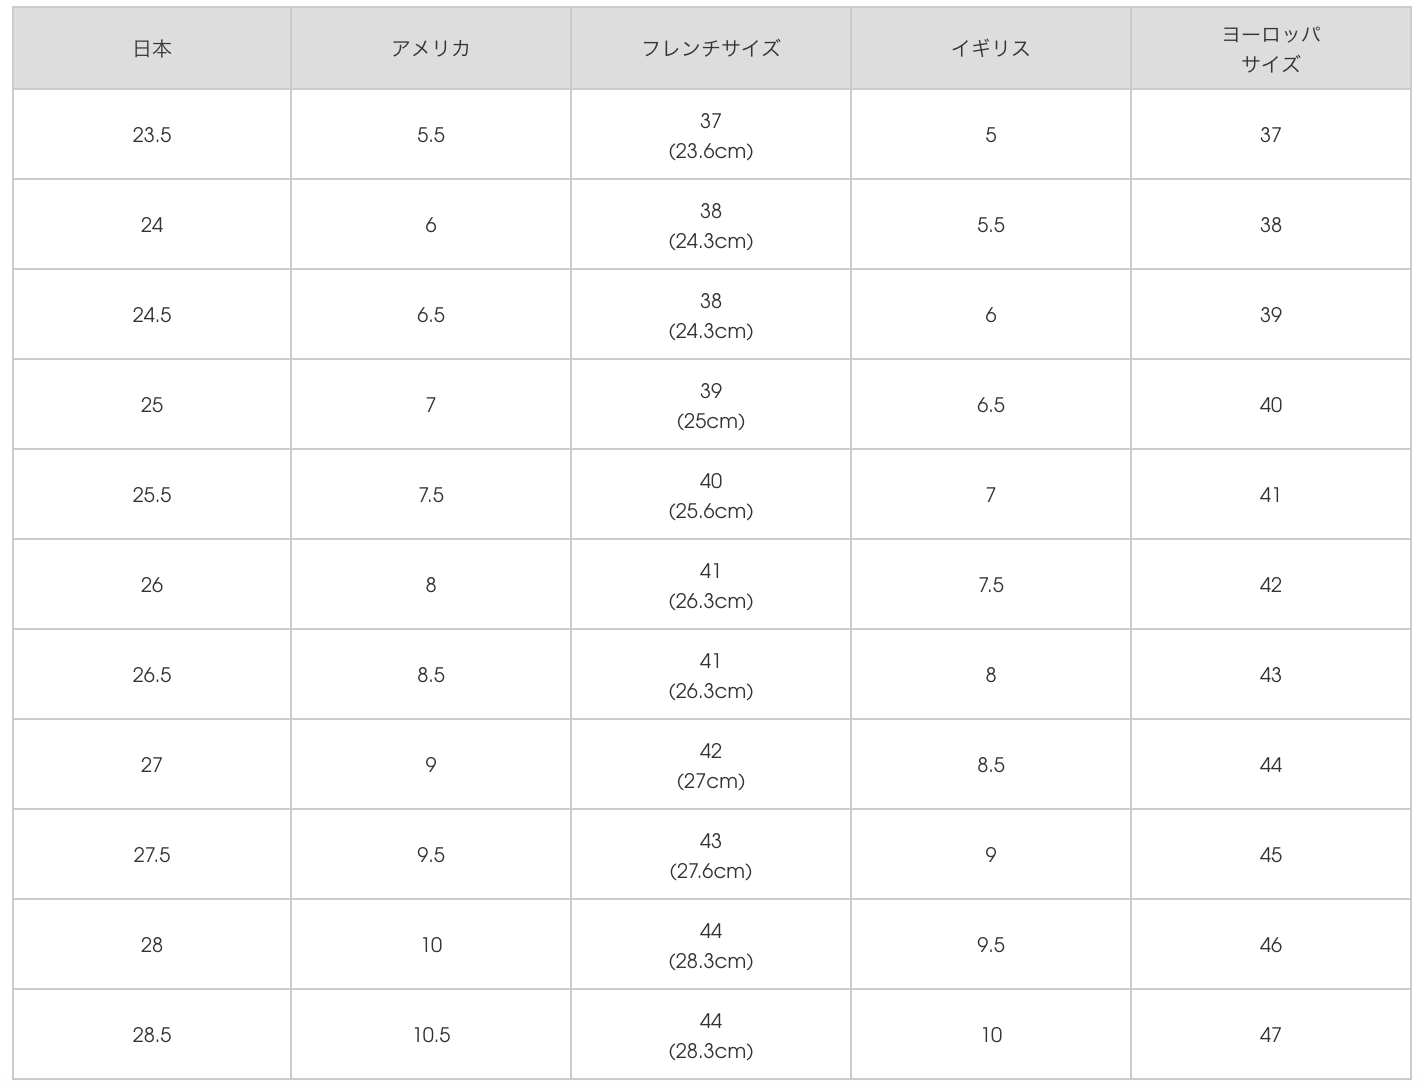 日本 アメリカ フレンチサイズ イギリス ヨーロッパ
サイズ
23.5 5.5 37
(23.6cm) 5 37
24 6 38
(24.3cm) 5.5 38
24.5 6.5 38
(24.3cm) 6 39
25 7 39
(25cm) 6.5 40
25.5 7.5 40
(25.6cm) 7 41
26 8 41
(26.3cm) 7.5 42
26.5 8.5 41
(26.3cm) 8 43
27 9 42
(27cm) 8.5 44
27.5 9.5 43
(27.6cm) 9 45
28 10 44
(28.3cm) 9.5 46
28.5 10.5 44
(28.3cm) 10 47